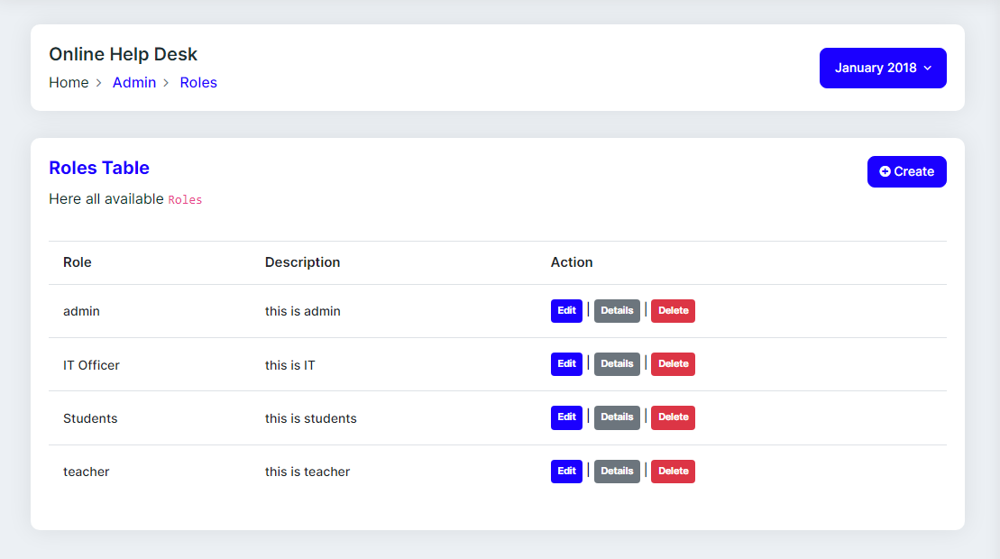 Online Help Desk
Home > Admin > Roles
January 2018
Roles Table
Create
Here all available Roles
Role Description Action
admin this is admin Edit | Details | Delete
IT Officer this is IT Edit | Details | Delete
Students this is students Edit | Details | Delete
teacher this is teacher Edit | Details | Delete